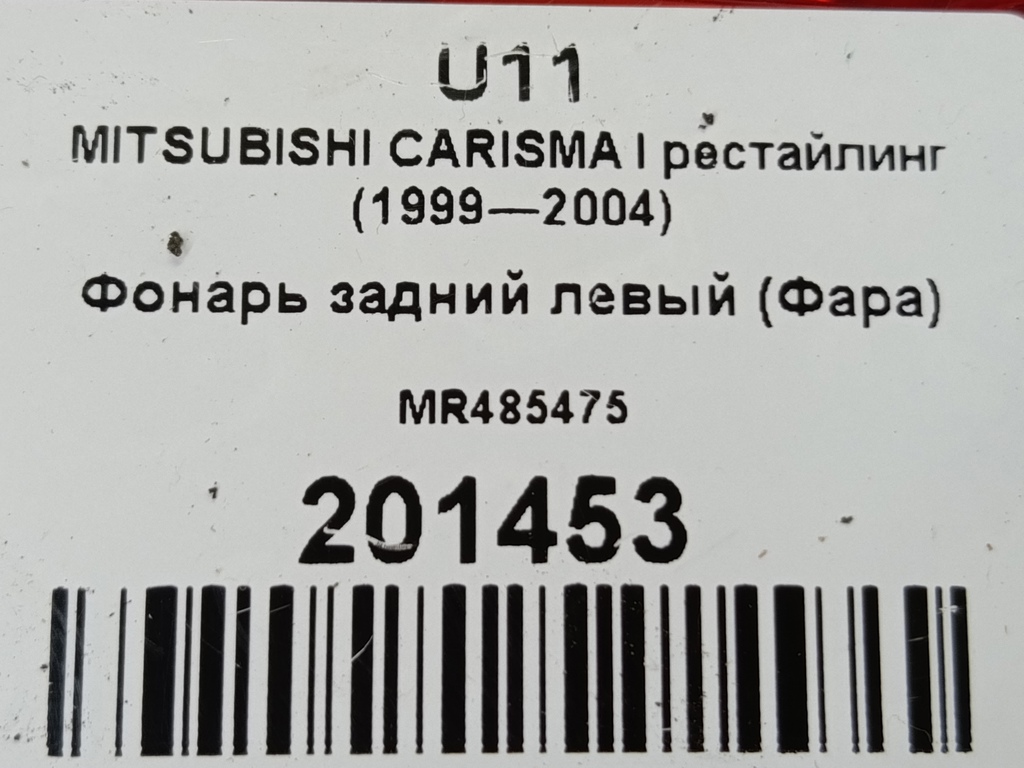 U11
MITSUBISHI CARISMA I рестайлинг
(1999—2004)
Фонарь задний левый (Фара)
MR485475
201453